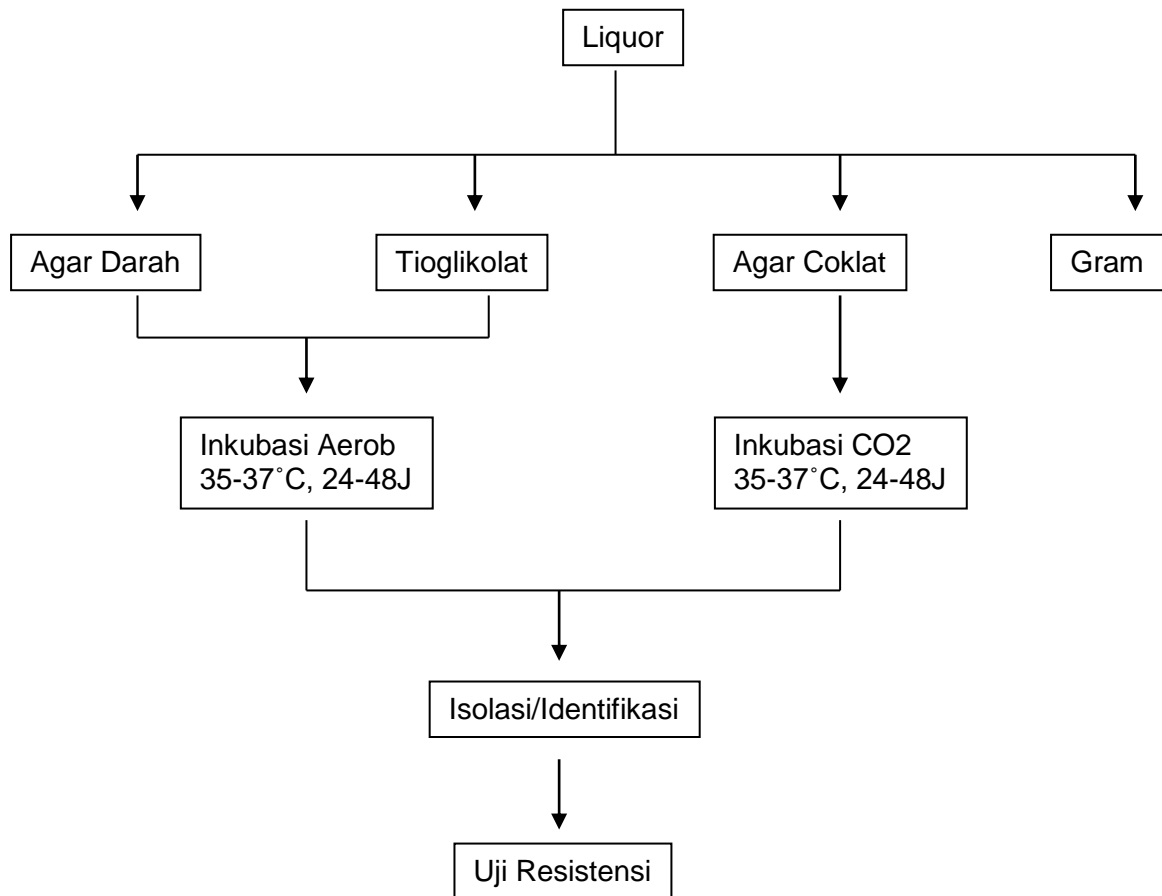 Liquor
Agar Darah
Tioglikolat
Agar Coklat
Gram
Inkubasi Aerob
35-37˚C, 24-48J
Inkubasi CO2
35-37˚C, 24-48J
Isolasi/Identifikasi
Uji Resistensi